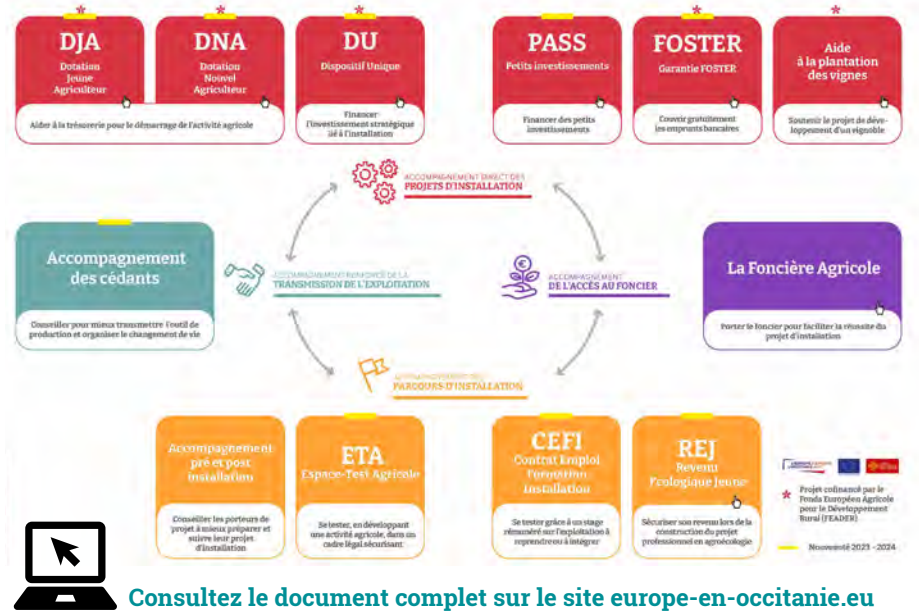 DJA
Dotation
Jeune
Agriculteur
DNA
Dotation
Nouvel
Agriculteur
Aider à la trésorerie pour le démarrage de l'activité agricole
DU
Dispositif Unique
Financer
l'investissement stratégique
lié à l'installation
PASS
Petits investissements
Financer des petits
investissements
FOSTER
Garantie FOSTER
Couvrir gratuitement
les emprunts bancaires
Aide
à la plantation
des vignes
Soutenir le projet de déve-
loppement d'un vignoble
ACCOMPAGNEMENT DIRECT DES
PROJETS D'INSTALLATION
Accompagnement
des cédants
Conseiller pour mieux transmettre l'outil de
production et organiser le changement de vie
ACCOMPAGNEMENT RENFORCÉ DE LA
TRANSMISSION DE L'EXPLOITATION
ACCOMPAGNEMENT
DE L'ACCÈS AU FONCIER
La Foncière Agricole
Porter le foncier pour faciliter la réussite du
projet d'installation
ACCOMPAGNEMENT DES
PARCOURS D'INSTALLATION
Accompagnement
pré et post
installation
Conseiller les porteurs de
projet à mieux préparer et
suivre leur projet
d'installation
ETA
Espace-Test Agricole
Se tester, en développant
une activité agricole, dans un
cadre légal sécurisant
CEFI
Contrat Emploi
Formation
Installation
Se tester grâce à un stage
rémunéré sur l'exploitation à
reprendre ou à intégrer
REJ
Revenu
Ecologique Jeune
Sécuriser son revenu lors de la
construction du projet
professionnel en agroécologie
* Projet cofinancé par le
Fonds Européen Agricole
pour le Développement
Rural (FEADER)
Nouveauté 2023 - 2024
Consultez le document complet sur le site europe-en-occitanie.eu